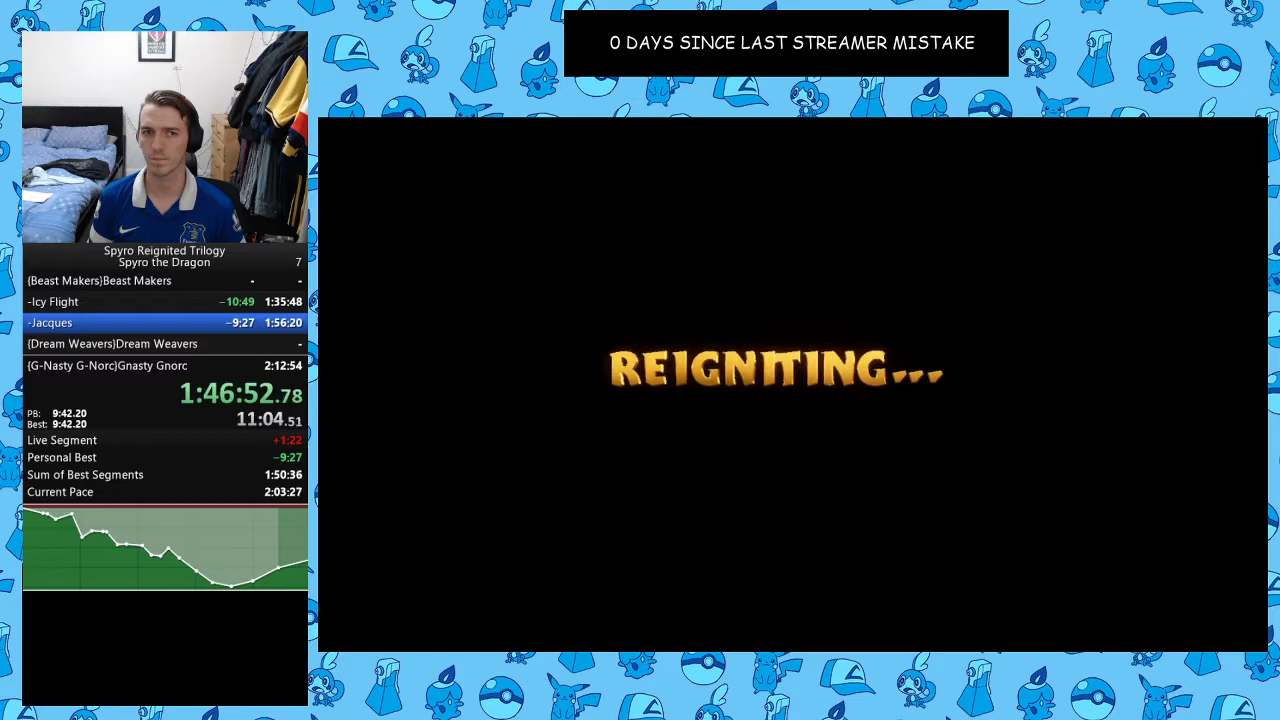 0 DAYS SINCE LAST STREAMER MISTAKE
Spyro Reignited Trilogy
Spyro the Dragon 7
{Beast Makers}Beast Makers - -
-Icy Flight −10:49 1:35:48
-Jacques −9:27 1:56:20
{Dream Weavers}Dream Weavers -
{G-Nasty G-Norc}Gnasty Gnorc 2:12:54
1:46:52.78
PB: 9:42.20
Best: 9:42.20
11:04.51
Live Segment +1:22
Personal Best −9:27
Sum of Best Segments 1:50:36
Current Pace 2:03:27
REIGNITING...